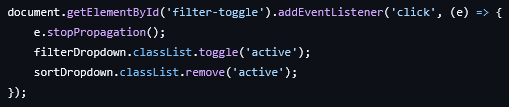 document.getElementById('filter-toggle').addEventListener('click', (e) => {
    e.stopPropagation();
    filterDropdown.classList.toggle('active');
    sortDropdown.classList.remove('active');
});